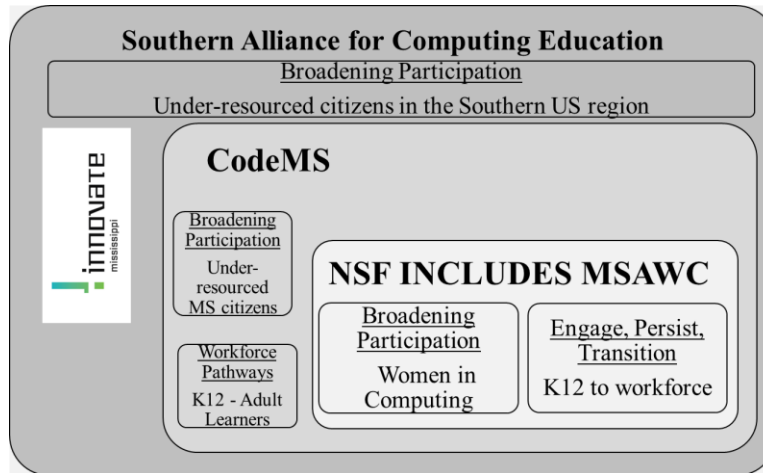 Southern Alliance for Computing Education
Broadening Participation
Under-resourced citizens in the Southern US region
innovate
mississippi
CodeMS
Broadening
Participation
Under-
resourced
MS citizens
Workforce
Pathways
K12 - Adult
Learners
NSF INCLUDES MSAWC
Broadening
Participation
Women in
Computing
Engage, Persist,
Transition
K12 to workforce